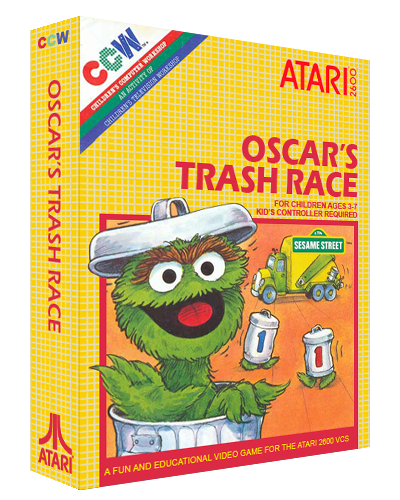 CCW
OSCAR'S TRASH RACE
ATARI
CCW
CHILDREN'S COMPUTER WORKSHOP
AN ACTIVITY OF
CHILDREN'S TELEVISION WORKSHOP
ATARI
2600
OSCAR'S
TRASH RACE
FOR CHILDREN AGES 3-7
KID'S CONTROLLER REQUIRED
SESAME STREET
1
1
A FUN AND EDUCATIONAL VIDEO GAME FOR THE ATARI 2600 VCS